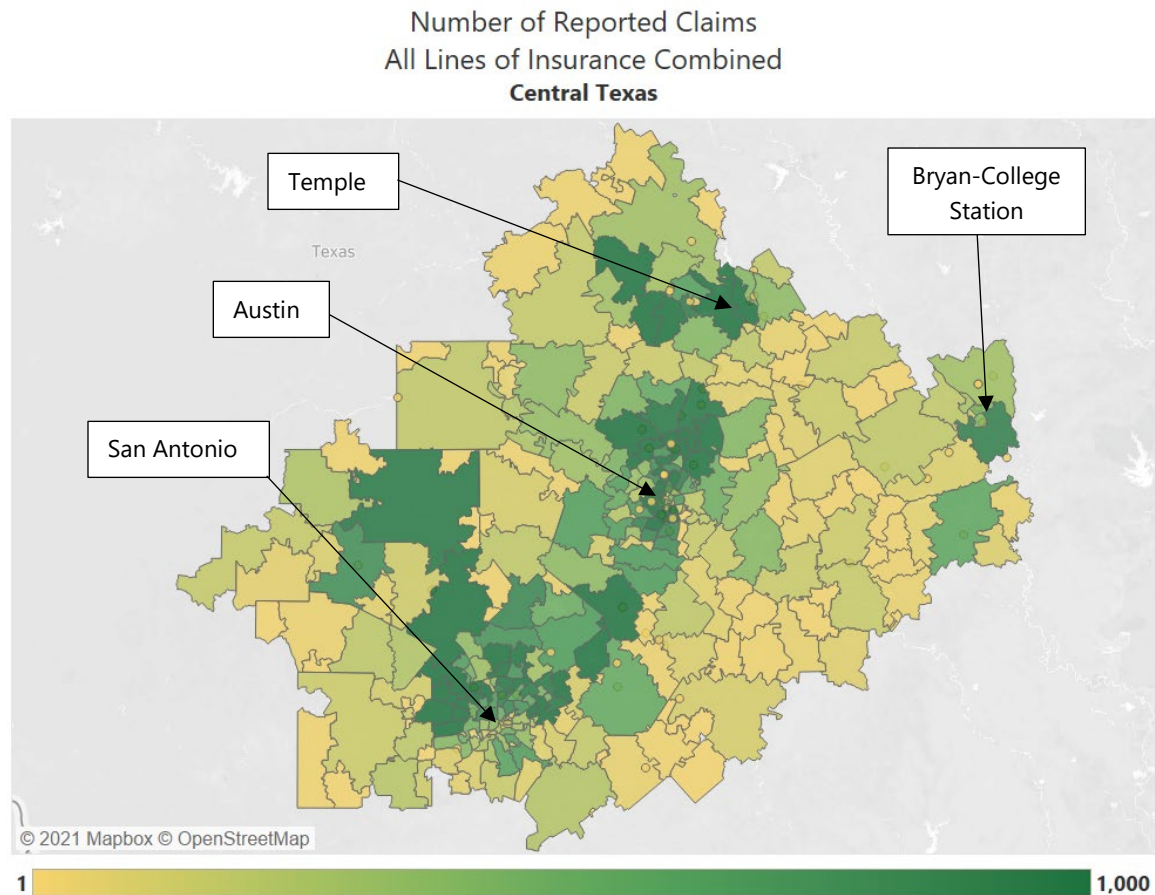 Number of Reported Claims
All Lines of Insurance Combined
Central Texas
Temple
Bryan-College
Station
Texas
Austin
San Antonio
© 2021 Mapbox © OpenStreetMap
1
1,000